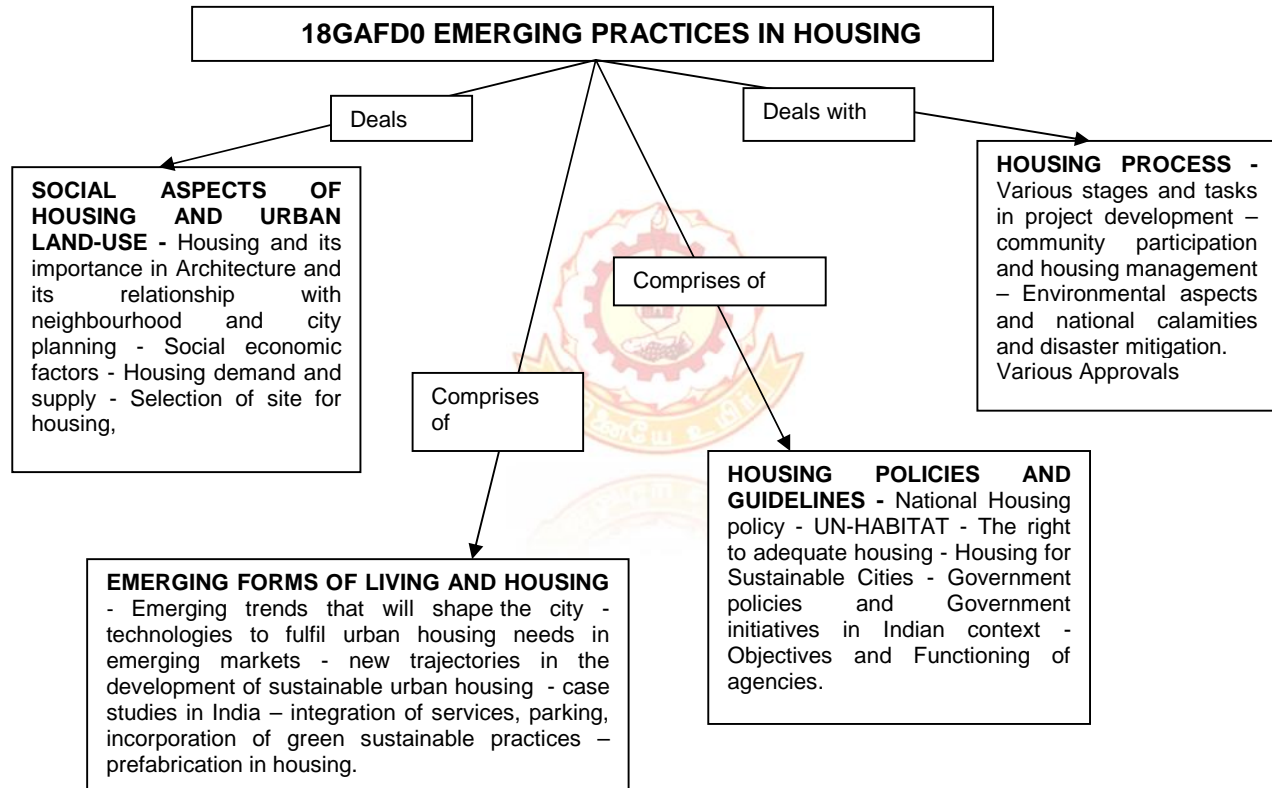 18GAFD0 EMERGING PRACTICES IN HOUSING
Deals
Deals with
SOCIAL ASPECTS OF
HOUSING AND URBAN
LAND-USE - Housing and its
importance in Architecture and
its relationship with
neighbourhood and city
planning - Social economic
factors - Housing demand and
supply - Selection of site for
housing,
HOUSING PROCESS -
Various stages and tasks
in project development –
community participation
and housing management
– Environmental aspects
and national calamities
and disaster mitigation.
Various Approvals
Comprises of
Comprises
of
HOUSING POLICIES AND
GUIDELINES - National Housing
policy - UN-HABITAT - The right
to adequate housing - Housing for
Sustainable Cities - Government
policies and Government
initiatives in Indian context -
Objectives and Functioning of
agencies.
EMERGING FORMS OF LIVING AND HOUSING
- Emerging trends that will shape the city -
technologies to fulfil urban housing needs in
emerging markets - new trajectories in the
development of sustainable urban housing - case
studies in India – integration of services, parking,
incorporation of green sustainable practices –
prefabrication in housing.